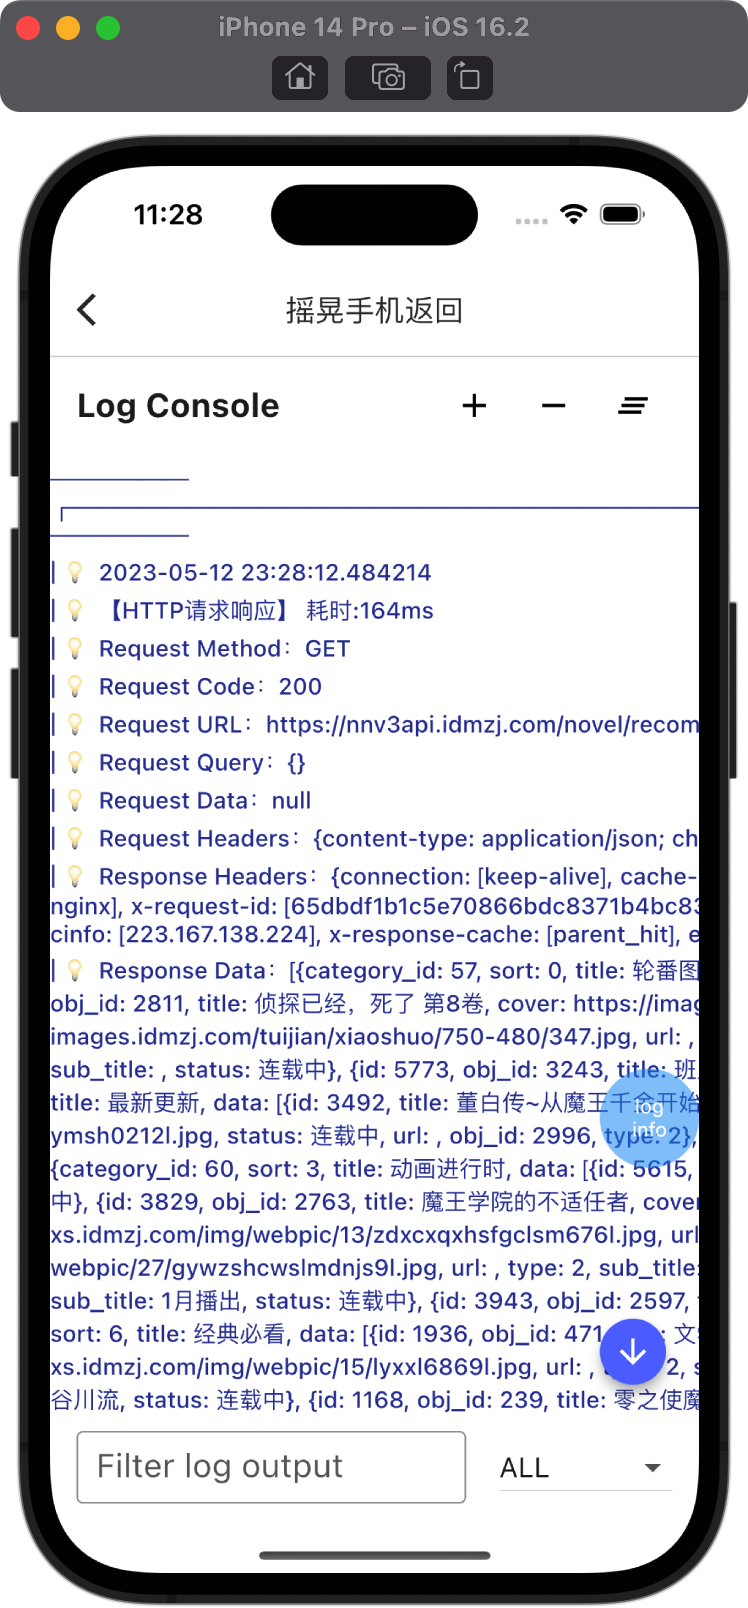 iPhone 14 Pro – iOS 16.2
11:28
摇晃手机返回
Log Console
2023-05-12 23:28:12.484214
【HTTP请求响应】 耗时:164ms
Request Method：GET
Request Code：200
Request URL：https://nnv3api.idmzj.com/novel/recom
Request Query：{}
Request Data：null
Request Headers：{content-type: application/json; ch
Response Headers：{connection: [keep-alive], cache-
nginx], x-request-id: [65dbdf1b1c5e70866bdc8371b4bc83
cinfo: [223.167.138.224], x-response-cache: [parent_hit], e
Response Data：[{category_id: 57, sort: 0, title: 轮番图
obj_id: 2811, title: 侦探已经，死了 第8卷, cover: https://imag
images.idmzj.com/tuijian/xiaoshuo/750-480/347.jpg, url: ,
sub_title: , status: 连载中}, {id: 5773, obj_id: 3243, title: 班
title: 最新更新, data: [{id: 3492, title: 董白传~从魔王千金开始
log
info
ymsh0212l.jpg, status: 连载中, url: , obj_id: 2996, type: 2},
{category_id: 60, sort: 3, title: 动画进行时, data: [{id: 5615,
中}, {id: 3829, obj_id: 2763, title: 魔王学院的不适任者, cover
xs.idmzj.com/img/webpic/13/zdxcxqxhsfgclsm676l.jpg, url
webpic/27/gywzshcwslmdnjs9l.jpg, url: , type: 2, sub_title:
sub_title: 1月播出, status: 连载中}, {id: 3943, obj_id: 2597,
sort: 6, title: 经典必看, data: [{id: 1936, obj_id: 471, : 文
xs.idmzj.com/img/webpic/15/lyxxl6869l.jpg, url: , 2, s
谷川流, status: 连载中}, {id: 1168, obj_id: 239, title: 零之使魔
Filter log output
ALL